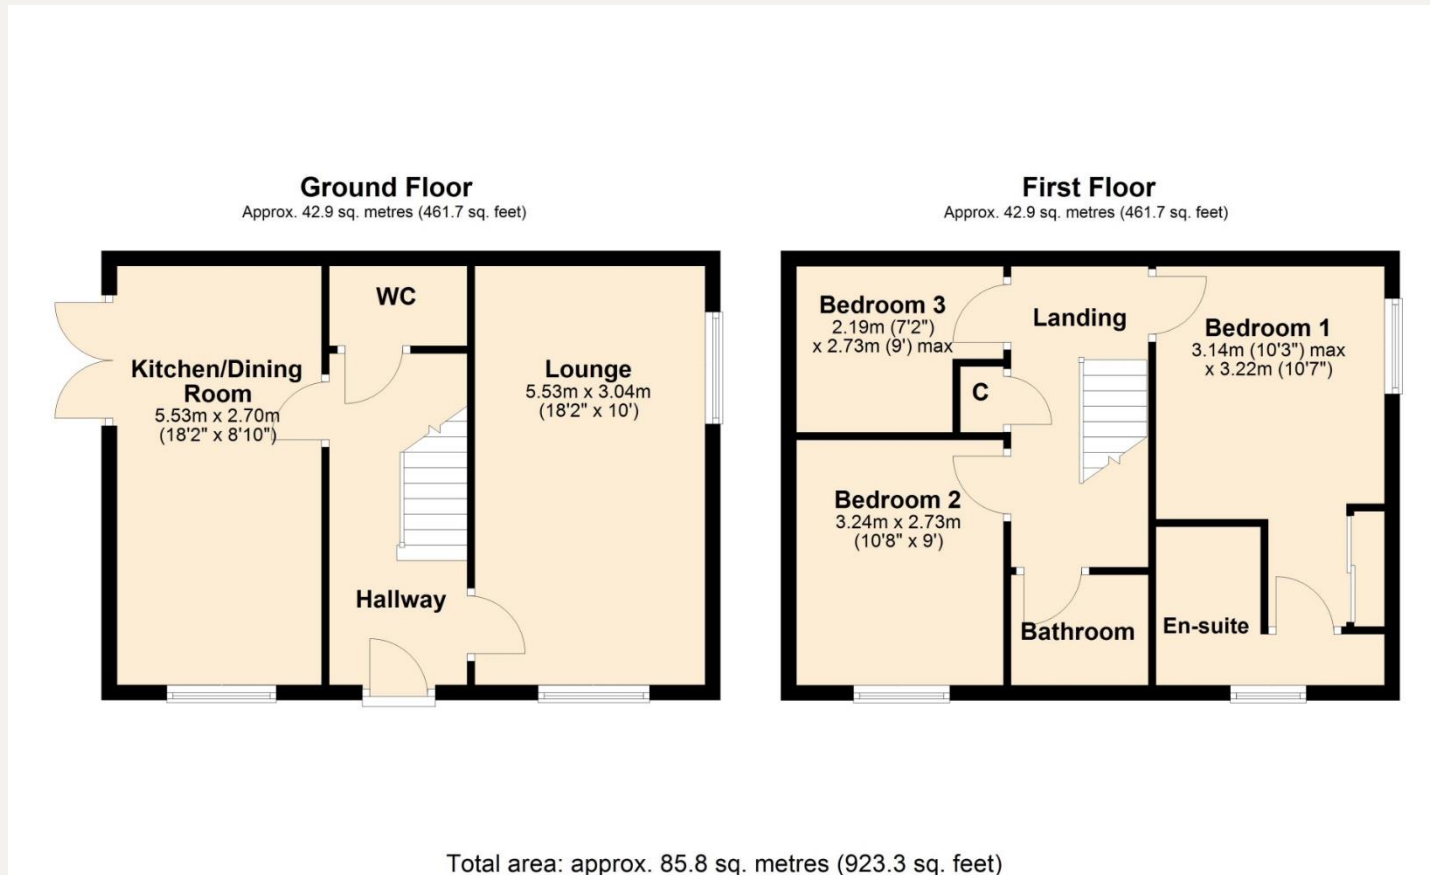 Ground Floor
Approx. 42.9 sq. metres (461.7 sq. feet)
WC
Kitchen/Dining
Room
5.53m x 2.70m
(18'2" x 8'10")
Lounge
5.53m x 3.04m
(18'2" x 10')
Hallway
First Floor
Approx. 42.9 sq. metres (461.7 sq. feet)
Bedroom 3
2.19m (7'2")
x 2.73m (9') max
Landing
Bedroom 1
3.14m (10'3") max
x 3.22m (10'7")
C
Bedroom 2
3.24m x 2.73m
(10'8" x 9')
Bathroom
En-suite
Total area: approx. 85.8 sq. metres (923.3 sq. feet)